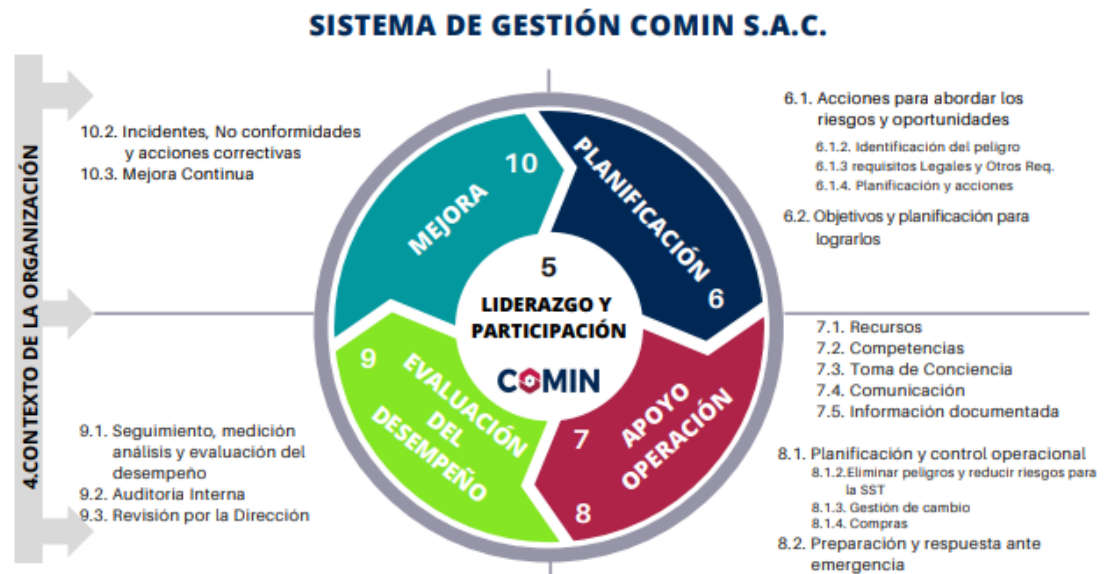 SISTEMA DE GESTIÓN COMIN S.A.C.
4.CONTEXTO DE LA ORGANIZACIÓN
10.2. Incidentes, No conformidades
y acciones correctivas
10.3. Mejora Continua
9.1. Seguimiento, medición
análisis y evaluación del
desempeño
9.2. Auditoria Interna
9.3. Revisión por la Dirección
10
MEJORA
PLANIFICACIÓN
6
5
LIDERAZGO Y
PARTICIPACIÓN
COMIN
9
EVALUACIÓN
DEL
DESEMPEÑO
7
APOYO
OPERACIÓN
8
6.1. Acciones para abordar los
riesgos y oportunidades
6.1.2. Identificación del peligro
6.1.3 requisitos Legales y Otros Req.
6.1.4. Planificación y acciones
6.2. Objetivos y planificación para
lograrlos
7.1. Recursos
7.2. Competencias
7.3. Toma de Conciencia
7.4. Comunicación
7.5. Información documentada
8.1. Planificación y control operacional
8.1.2.Eliminar peligros y reducir riesgos para
la SST
8.1.3. Gestión de cambio
8.1.4. Compras
8.2. Preparación y respuesta ante
emergencia